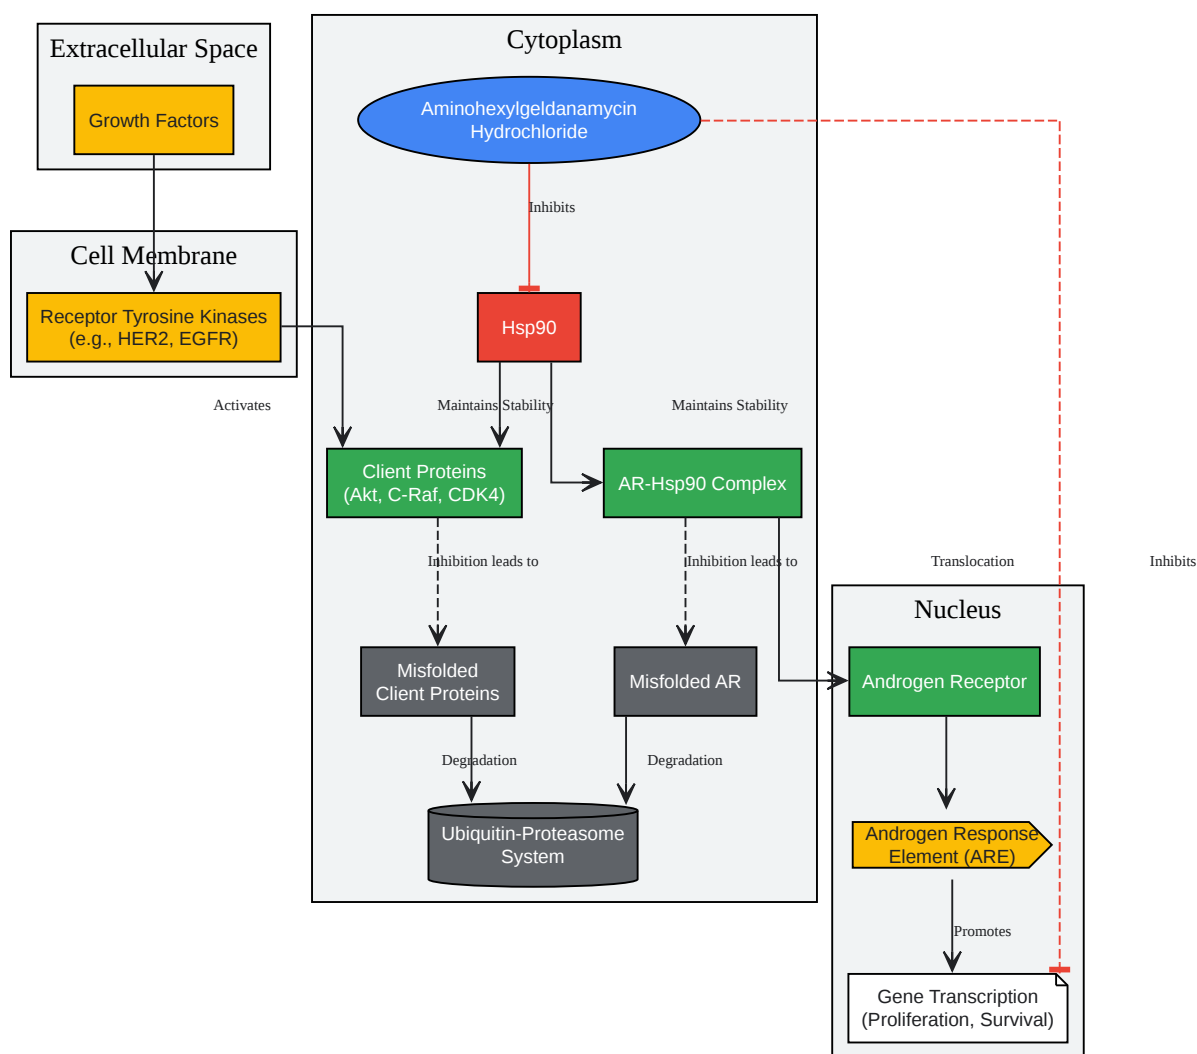 Extracellular Space
Growth Factors
Cell Membrane
Receptor Tyrosine Kinases
(e.g., HER2, EGFR)
Activates
Cytoplasm
Aminohexylgeldanamycin
Hydrochloride
Inhibits
Hsp90
Maintains Stability
Maintains Stability
Client Proteins
(Akt, C-Raf, CDK4)
AR-Hsp90 Complex
Inhibition leads to
Inhibition leads to
Translocation
Inhibits
Misfolded
Client Proteins
Misfolded AR
Degradation
Degradation
Ubiquitin-Proteasome
System
Nucleus
Androgen Receptor
Androgen Response
Element (ARE)
Promotes
Gene Transcription
(Proliferation, Survival)